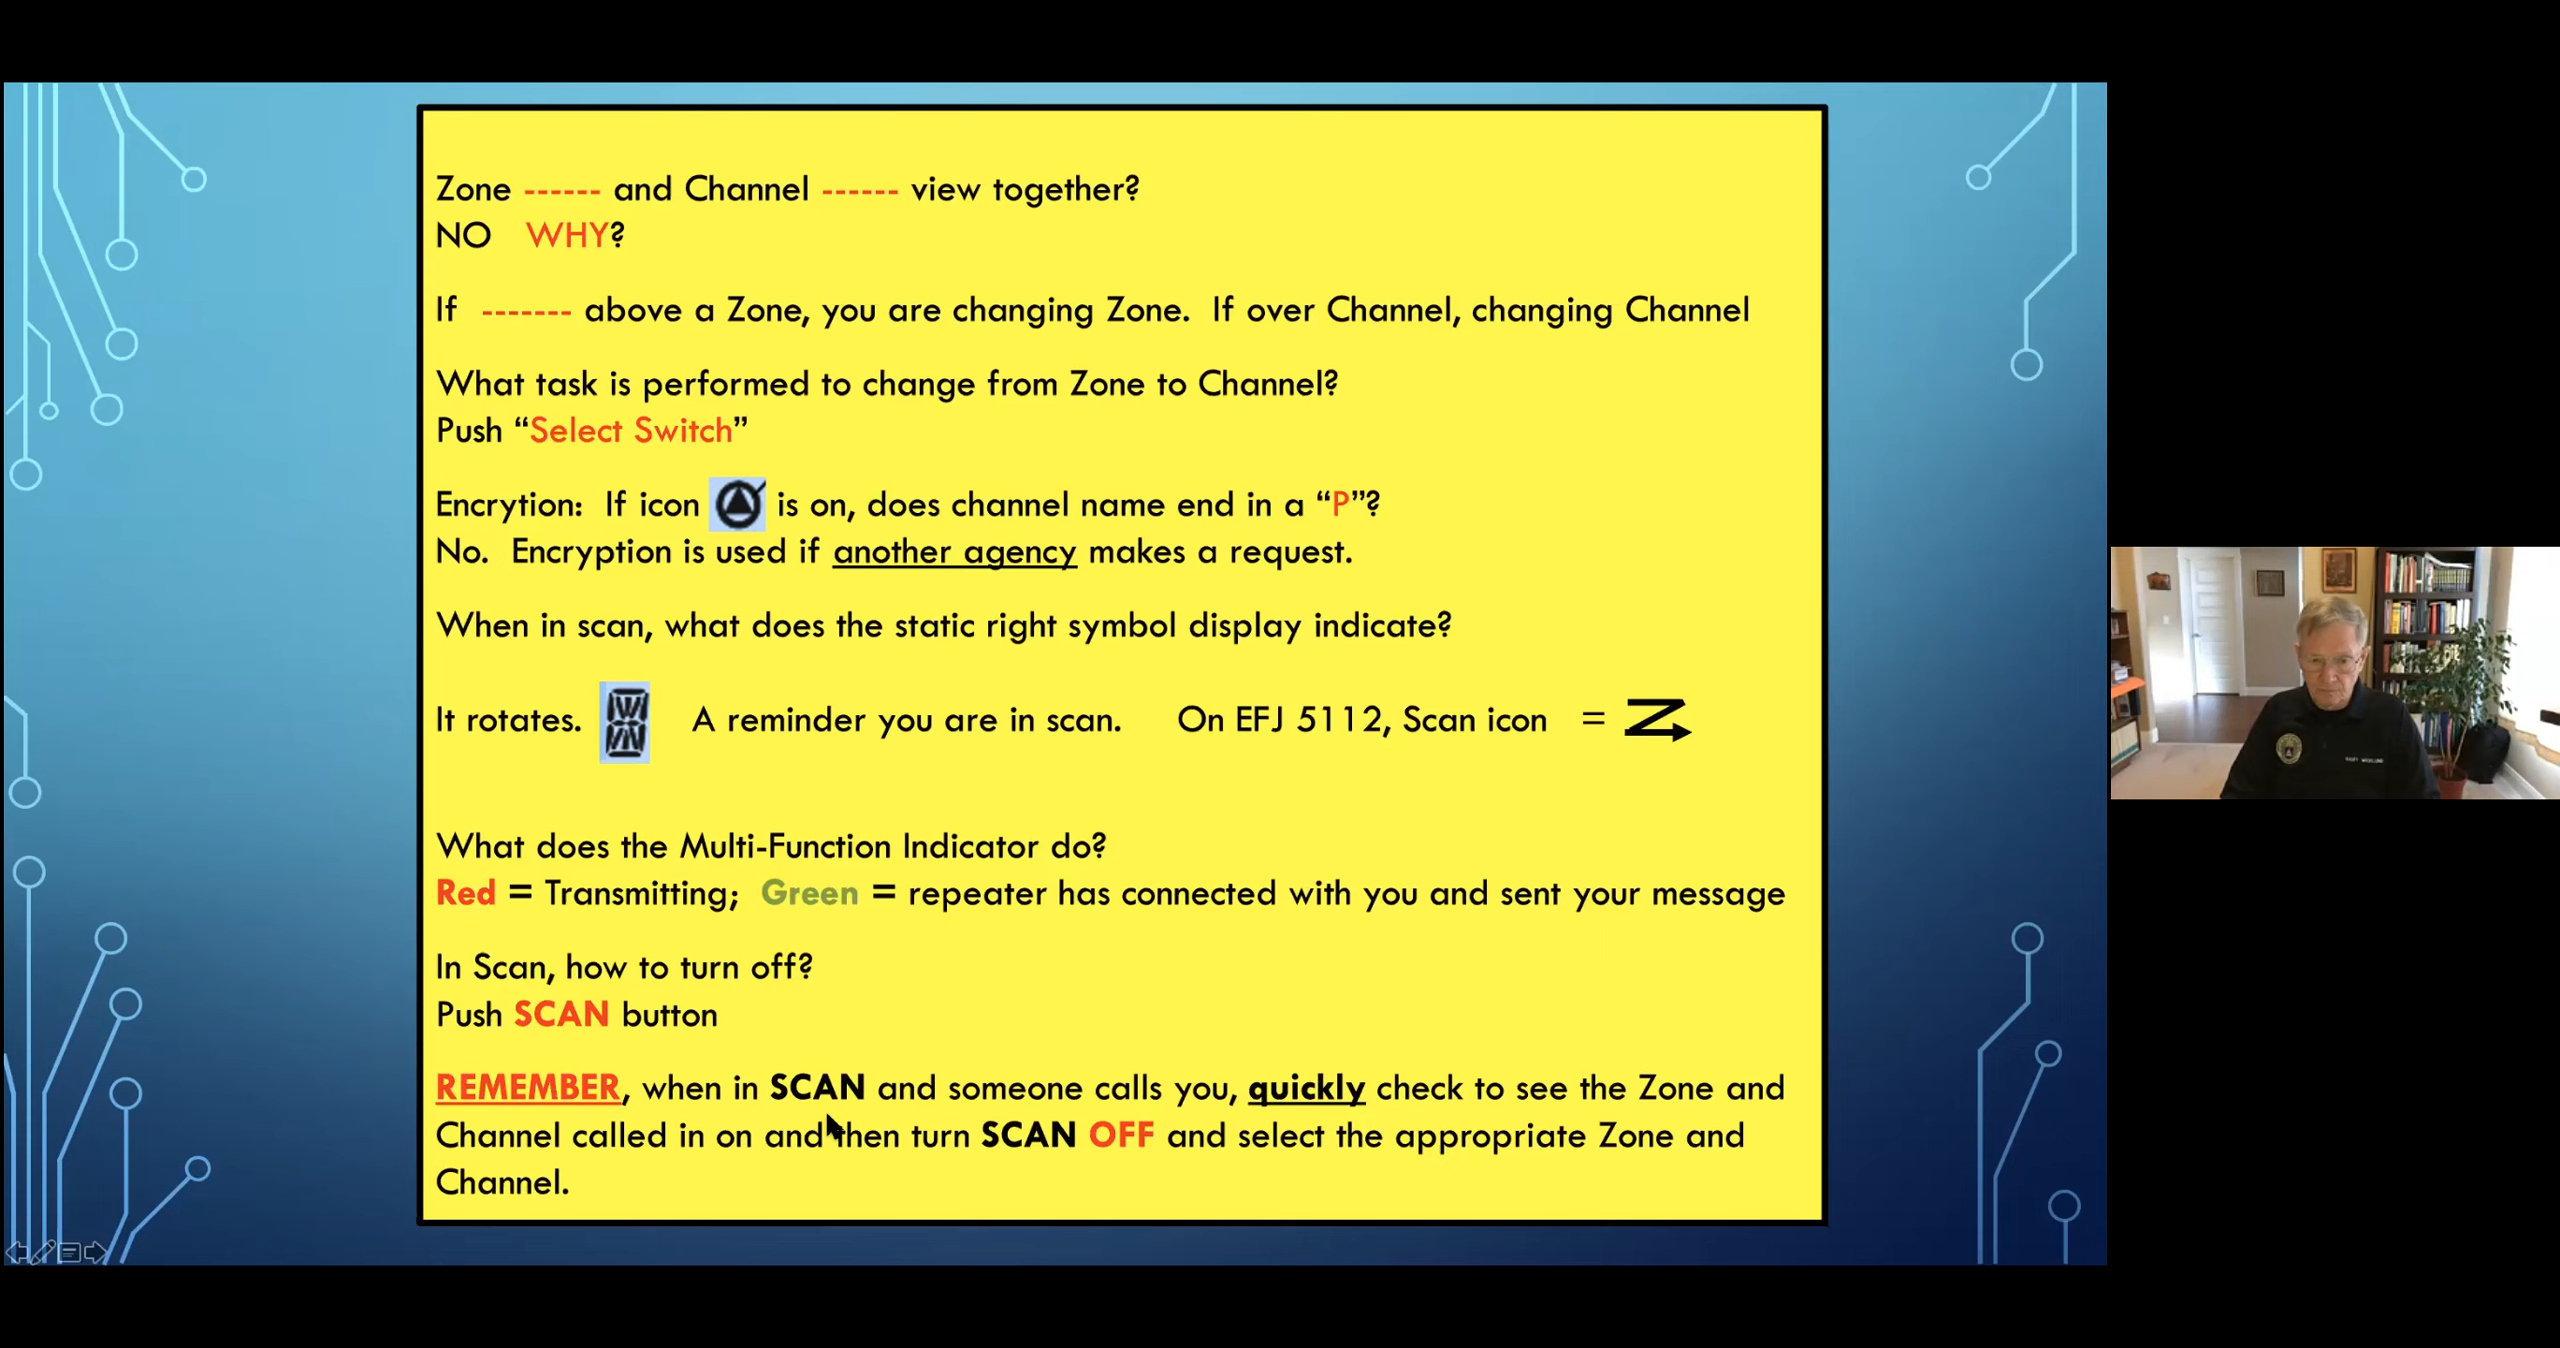 Zone ------ and Channel ------ view together?
NO WHY?
If ------- above a Zone, you are changing Zone. If over Channel, changing Channel
What task is performed to change from Zone to Channel?
Push “Select Switch”
Encrytion: If icon is on, does channel name end in a “P”?
No. Encryption is used if another agency makes a request.
When in scan, what does the static right symbol display indicate?
It rotates. A reminder you are in scan. On EFJ 5112, Scan icon = Z
What does the Multi-Function Indicator do?
Red = Transmitting; Green = repeater has connected with you and sent your message
In Scan, how to turn off?
Push SCAN button
REMEMBER, when in SCAN and someone calls you, quickly check to see the Zone and
Channel called in on and then turn SCAN OFF and select the appropriate Zone and
Channel.